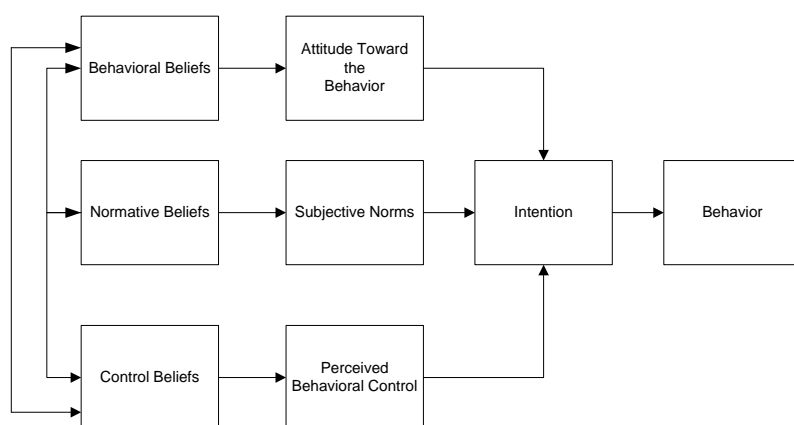 Behavioral Beliefs
Attitude Toward
the
Behavior
Normative Beliefs
Subjective Norms
Intention
Behavior
Control Beliefs
Perceived
Behavioral Control